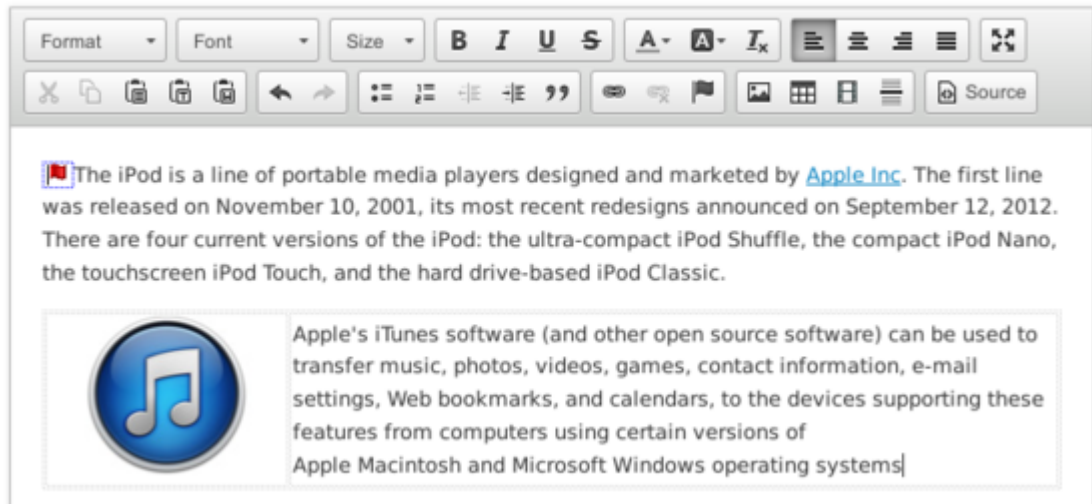 Format Font Size B I U S A A Tx
Source
The iPod is a line of portable media players designed and marketed by Apple Inc. The first line
was released on November 10, 2001, its most recent redesigns announced on September 12, 2012.
There are four current versions of the iPod: the ultra-compact iPod Shuffle, the compact iPod Nano,
the touchscreen iPod Touch, and the hard drive-based iPod Classic.
Apple's iTunes software (and other open source software) can be used to
transfer music, photos, videos, games, contact information, e-mail
settings, Web bookmarks, and calendars, to the devices supporting these
features from computers using certain versions of
Apple Macintosh and Microsoft Windows operating systems